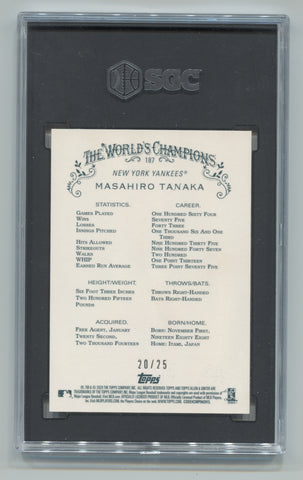 SGC
THE WORLD'S CHAMPIONS
187
NEW YORK YANKEES®
MASAHIRO TANAKA
STATISTICS. CAREER.
GAMES PLAYED ONE HUNDRED SIXTY FOUR
WINS SEVENTY FIVE
LOSSES FORTY THREE
INNINGS PITCHED ONE THOUSAND SIX AND ONE
THIRD
HITS ALLOWED NINE HUNDRED THIRTY FIVE
STRIKEOUTS NINE HUNDRED FORTY SEVEN
WALKS TWO HUNDRED
WHIP ONE POINT THIRTEEN
EARNED RUN AVERAGE THREE POINT SEVENTY FIVE
HEIGHT/WEIGHT. THROWS/BATS.
SIX FOOT THREE INCHES THROWS RIGHT-HANDED
TWO HUNDRED FIFTEEN BATS RIGHT-HANDED
POUNDS
ACQUIRED. BORN/HOME.
FREE AGENT, JANUARY BORN: NOVEMBER FIRST,
TWENTY SECOND, NINETEEN EIGHTY EIGHT
TWO THOUSAND FOURTEEN HOME: ITAMI, JAPAN
20/25
TOPPS